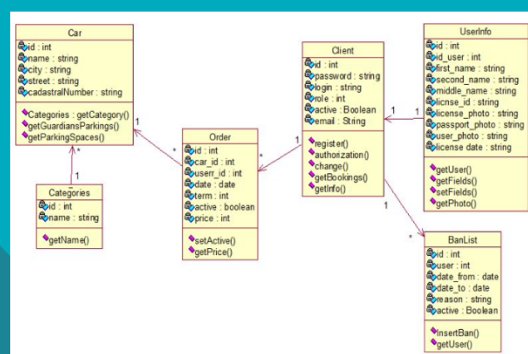 Car
id : int
name : string
city : string
street : string
cadastralNumber : string
Categories : getCategory()
getGuardiansParkings()
getParkingSpaces()
1
*
*
1
Categories
id : int
name : string
getName()
Order
id : int
car_id : int
userr_id : int
date : date
term : int
active : boolean
price : int
setActive()
getPrice()
*
1
Client
id : int
password : string
login : string
role : int
active : Boolean
email : String
register()
authorization()
change()
getBookings()
getInfo()
1
1
1
*
UserInfo
id : int
id_user : int
first_name : string
second_name : string
middle_name : string
licnse_id : string
license_photo : string
passport_photo : string
user_photo : string
license date : string
getUser()
getFields()
setFields()
getPhoto()
BanList
id : int
user : int
date_from : date
date_to : date
reason : string
active : Boolean
InsertBan()
getUser()